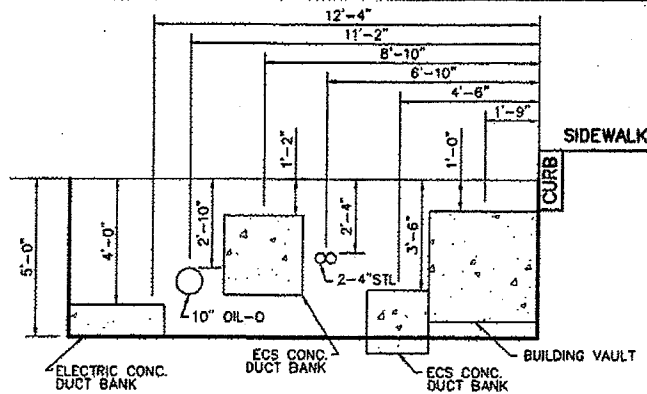 12'-4"
11'-2"
8'-10"
6'-10"
4'-6"
1'-9"
SIDEWALK
CURB
1'-2"
1'-0"
5'-0"
4'-0"
2'-10"
2'-4"
3'-6"
2-4"STL
10" OIL-O
ELECTRIC CONC.
DUCT BANK
ECS CONC.
DUCT BANK
ECS CONC.
DUCT BANK
BUILDING VAULT